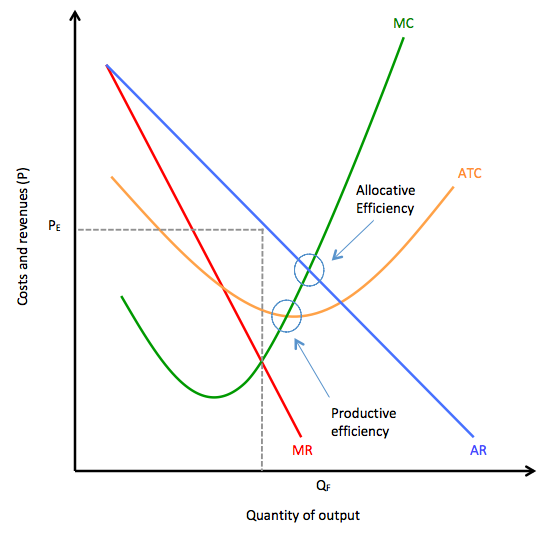 MC
ATC
Allocative
Efficiency
Costs and revenues (P)
PE
Productive
efficiency
MR
AR
QF
Quantity of output